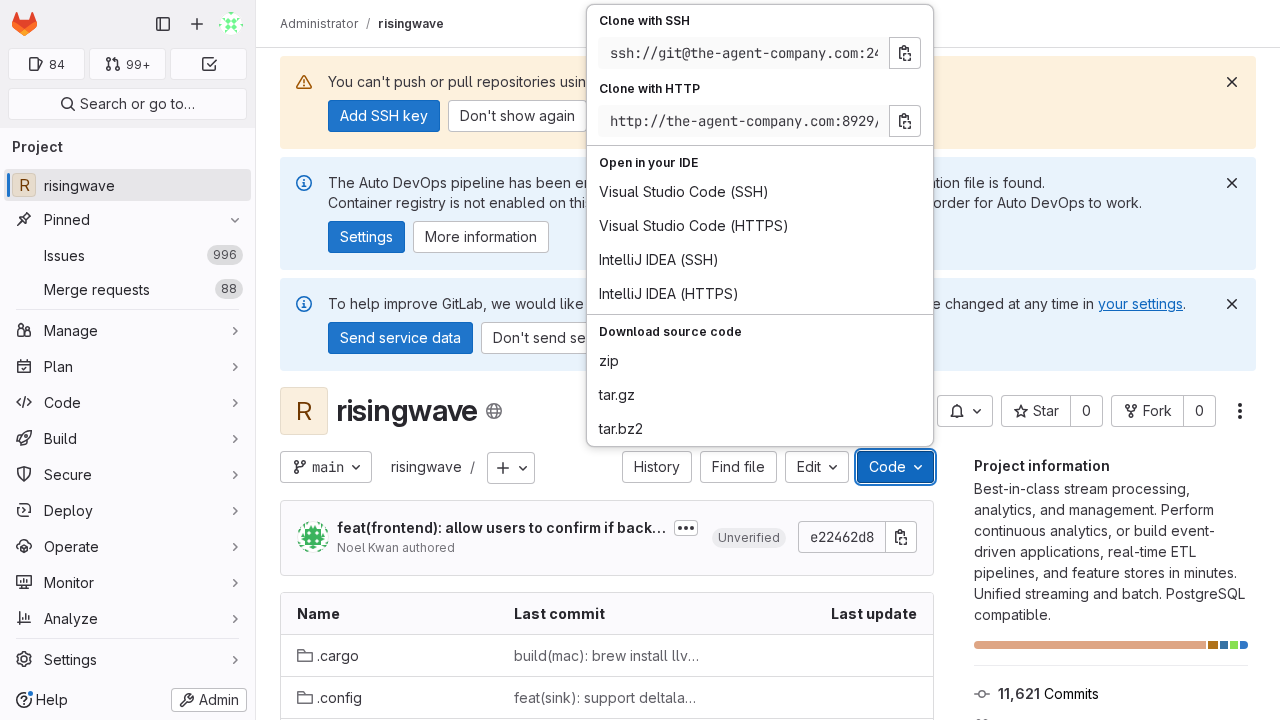 Administrator / risingwave
84
99+
Search or go to…
Project
R risingwave
Pinned
Issues 996
Merge requests 88
Manage
Plan
Code
Build
Secure
Deploy
Operate
Monitor
Analyze
Settings
Help
Admin
You can't push or pull repositories usin
Add SSH key Don't show again
The Auto DevOps pipeline has been en
ation file is found.
Container registry is not enabled on thi
order for Auto DevOps to work.
Settings More information
To help improve GitLab, we would like
e changed at any time in your settings.
Send service data Don't send se
Clone with SSH
ssh://git@the-agent-company.com:24
Clone with HTTP
http://the-agent-company.com:8929/
Open in your IDE
Visual Studio Code (SSH)
Visual Studio Code (HTTPS)
IntelliJ IDEA (SSH)
IntelliJ IDEA (HTTPS)
Download source code
zip
tar.gz
tar.bz2
R risingwave
Star 0 Fork 0
main risingwave / History Find file Edit Code
feat(frontend): allow users to confirm if back…
Noel Kwan authored
Unverified e22462d8
Name Last commit Last update
.cargo build(mac): brew install llv…
.config feat(sink): support deltala…
Project information
Best-in-class stream processing,
analytics, and management. Perform
continuous analytics, or build event-
driven applications, real-time ETL
pipelines, and feature stores in minutes.
Unified streaming and batch. PostgreSQL
compatible.
11,621 Commits